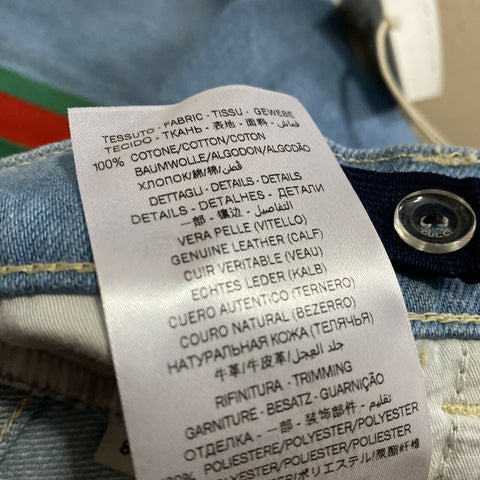 TESSUTO - FABRIC - TISSU - GEWEBE
TECIDO - ТКАНЬ - 表地 - 面料 - قماش
100% COTONE/COTTON/COTON
BAUMWOLLE/ALGODON/ALGODÃO
ХЛОПОК/綿/棉/قطن
DETTAGLI - DETAILS - DETAILS
DETALLES - DETALHES - ДЕТАЛИ
一部 - 镶边 - التفاصيل
VERA PELLE (VITELLO)
GENUINE LEATHER (CALF)
CUIR VERITABLE (VEAU)
ECHTES LEDER (KALB)
CUERO AUTENTICO (TERNERO)
COURO NATURAL (BEZERRO)
НАТУРАЛЬНАЯ КОЖА (ТЕЛЯЧЬЯ)
牛革/牛皮革/جلد العجل
RIFINITURA - TRIMMING
GARNITURE - BESATZ - GUARNIÇÃO
ОТДЕЛКА - 一部 - 装饰部件 - تقليم
100% POLIESTERE/POLYESTER/POLYESTER
POLYESTER
ポリエステル/聚酯纤维
GUCCI